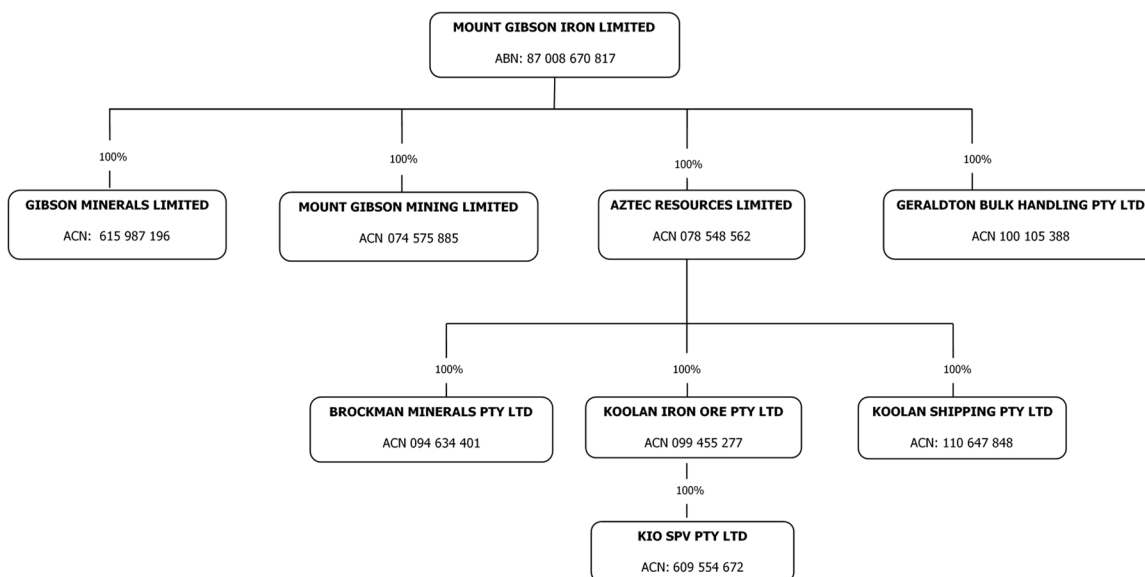 MOUNT GIBSON IRON LIMITED
ABN: 87 008 670 817
100%
100%
100%
100%
GIBSON MINERALS LIMITED
ACN: 615 987 196
MOUNT GIBSON MINING LIMITED
ACN 074 575 885
AZTEC RESOURCES LIMITED
ACN 078 548 562
GERALDTON BULK HANDLING PTY LTD
ACN 100 105 388
100%
100%
100%
BROCKMAN MINERALS PTY LTD
ACN 094 634 401
KOOLAN IRON ORE PTY LTD
ACN 099 455 277
KOOLAN SHIPPING PTY LTD
ACN: 110 647 848
100%
KIO SPV PTY LTD
ACN: 609 554 672